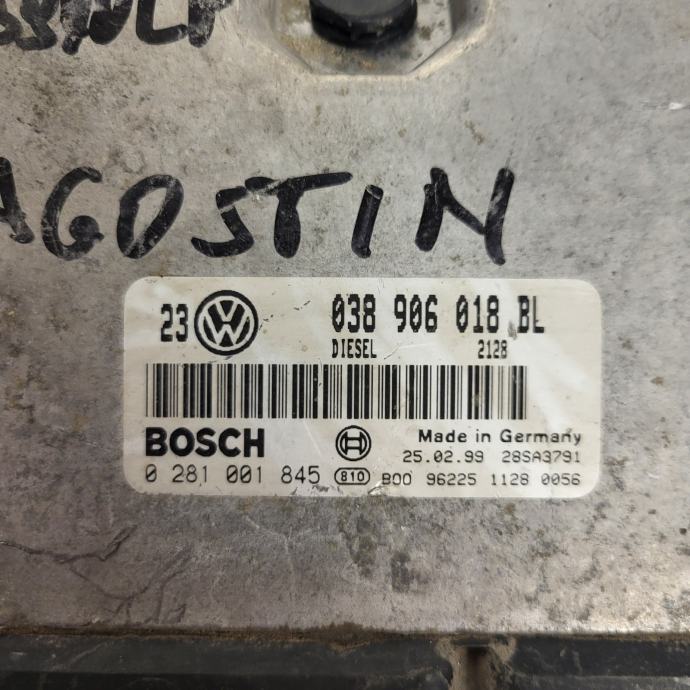 AGOSTIN
23 VW 038 906 018 BL
DIESEL 2128
BOSCH Made in Germany
25.02.99 28SA3791
0 281 001 845 810 B00 96225 1128 0056